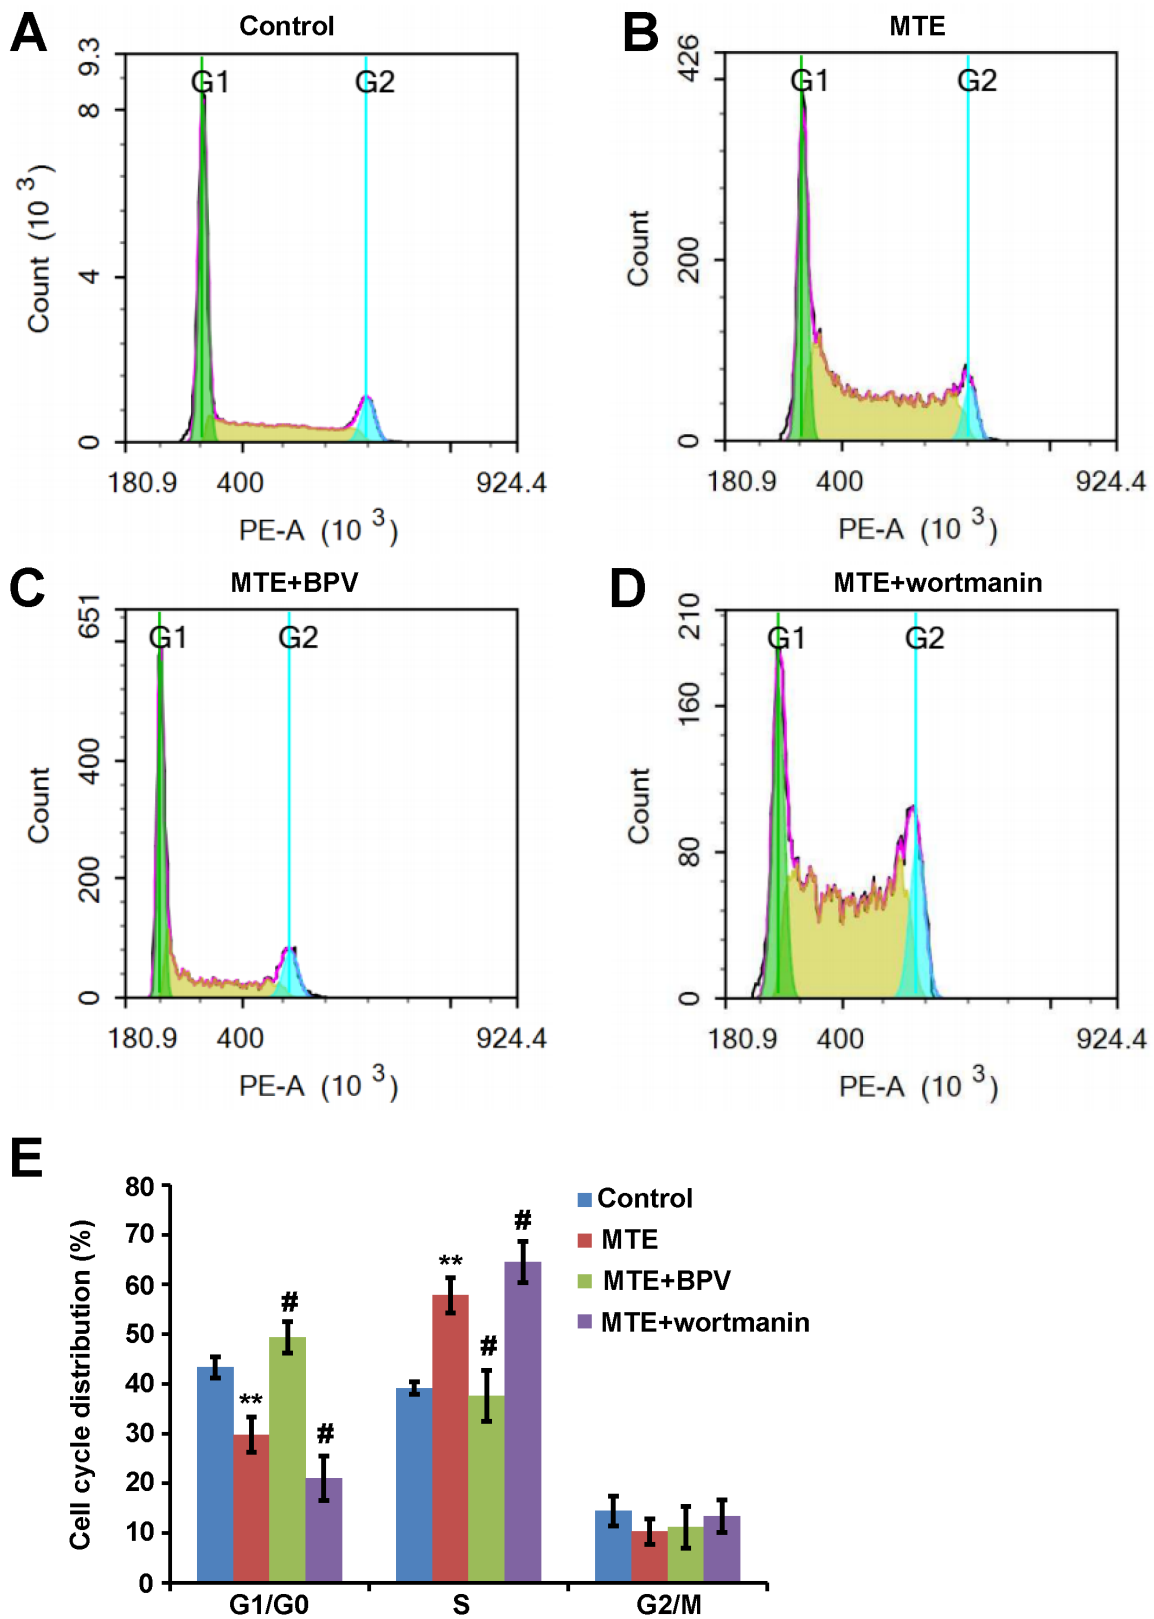 A
Control
9.3
8
4
0
Count (10 3)
G1
G2
180.9
400
924.4
PE-A (10 3)
B
MTE
426
200
0
Count
G1
G2
180.9
400
924.4
PE-A (10 3)
C
MTE+BPV
651
400
200
0
Count
G1
G2
180.9
400
924.4
PE-A (10 3)
D
MTE+wortmanin
210
160
80
0
Count
G1
G2
180.9
400
924.4
PE-A (10 3)
E
Cell cycle distribution (%)
80
70
60
50
40
30
20
10
0
**
#
#
**
#
#
Control
MTE
MTE+BPV
MTE+wortmanin
G1/G0
S
G2/M